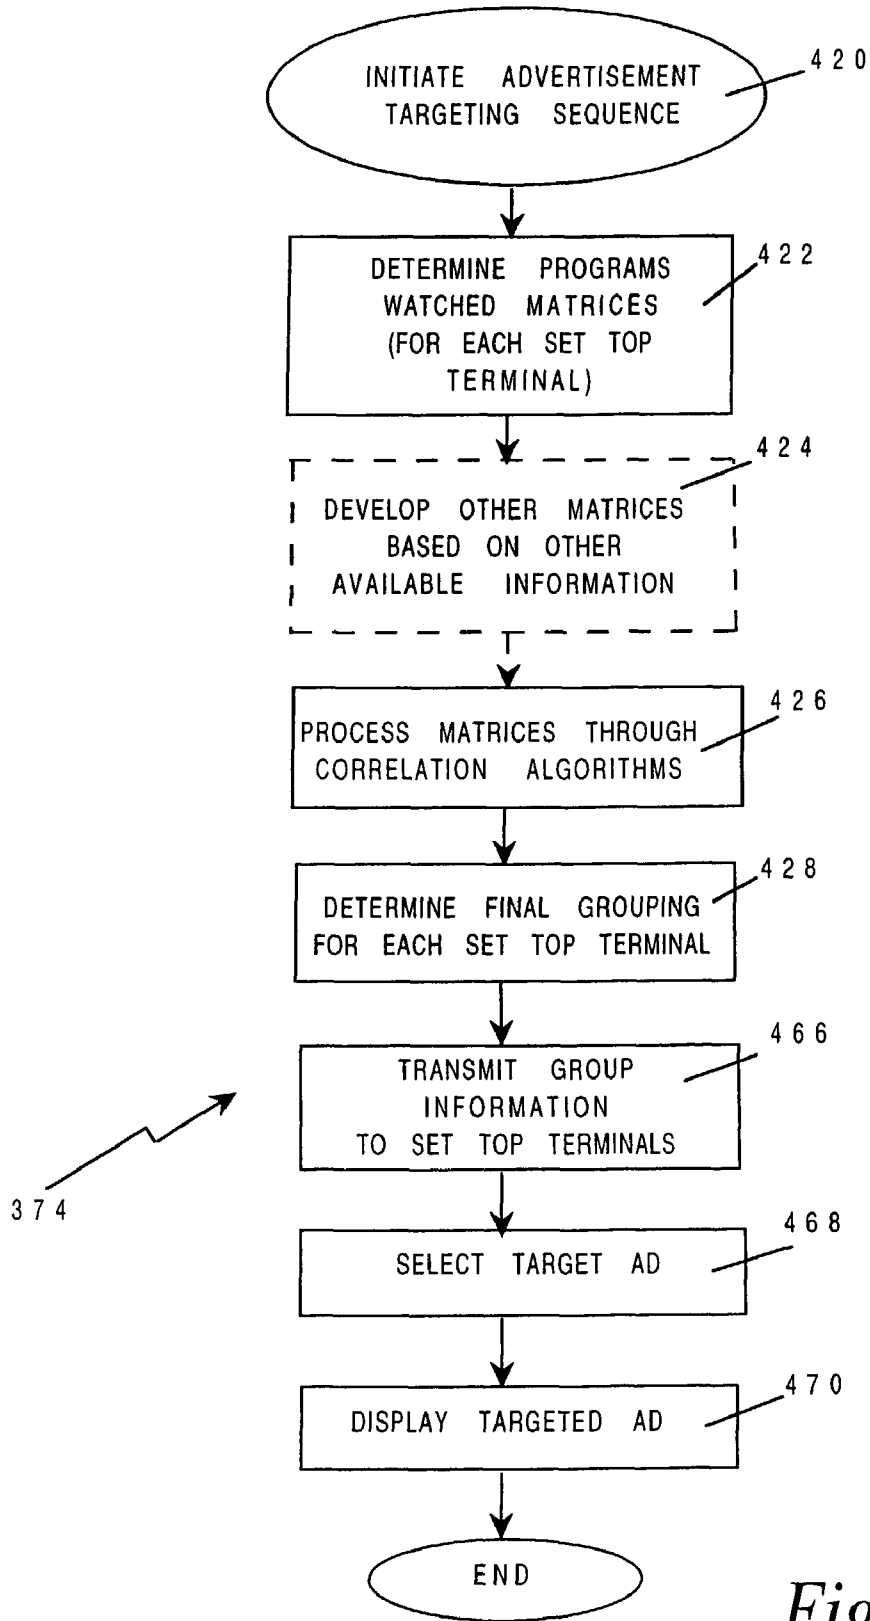 INITIATE ADVERTISEMENT
TARGETING SEQUENCE
420
DETERMINE PROGRAMS
WATCHED MATRICES
(FOR EACH SET TOP
TERMINAL)
422
424
DEVELOP OTHER MATRICES
BASED ON OTHER
AVAILABLE INFORMATION
426
PROCESS MATRICES THROUGH
CORRELATION ALGORITHMS
428
DETERMINE FINAL GROUPING
FOR EACH SET TOP TERMINAL
466
TRANSMIT GROUP
INFORMATION
TO SET TOP TERMINALS
374
468
SELECT TARGET AD
470
DISPLAY TARGETED AD
END
Fig